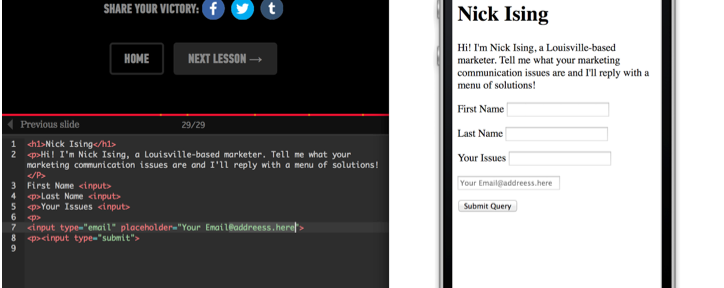 SHARE YOUR VICTORY:
HOME
NEXT LESSON →
Previous slide
29/29
1 <h1>Nick Ising</h1>
2 <p>Hi! I'm Nick Ising, a Louisville-based marketer. Tell me what your
marketing communication issues are and I'll reply with a menu of solutions!
</P>
3 First Name <input>
4 <p>Last Name <input>
5 <p>Your Issues <input>
6 <p>
7 <input type="email" placeholder="Your Email@addreess.here">
8 <p><input type="submit">
9
Nick Ising
Hi! I'm Nick Ising, a Louisville-based
marketer. Tell me what your marketing
communication issues are and I'll reply with a
menu of solutions!
First Name
Last Name
Your Issues
Your Email@addreess.here
Submit Query